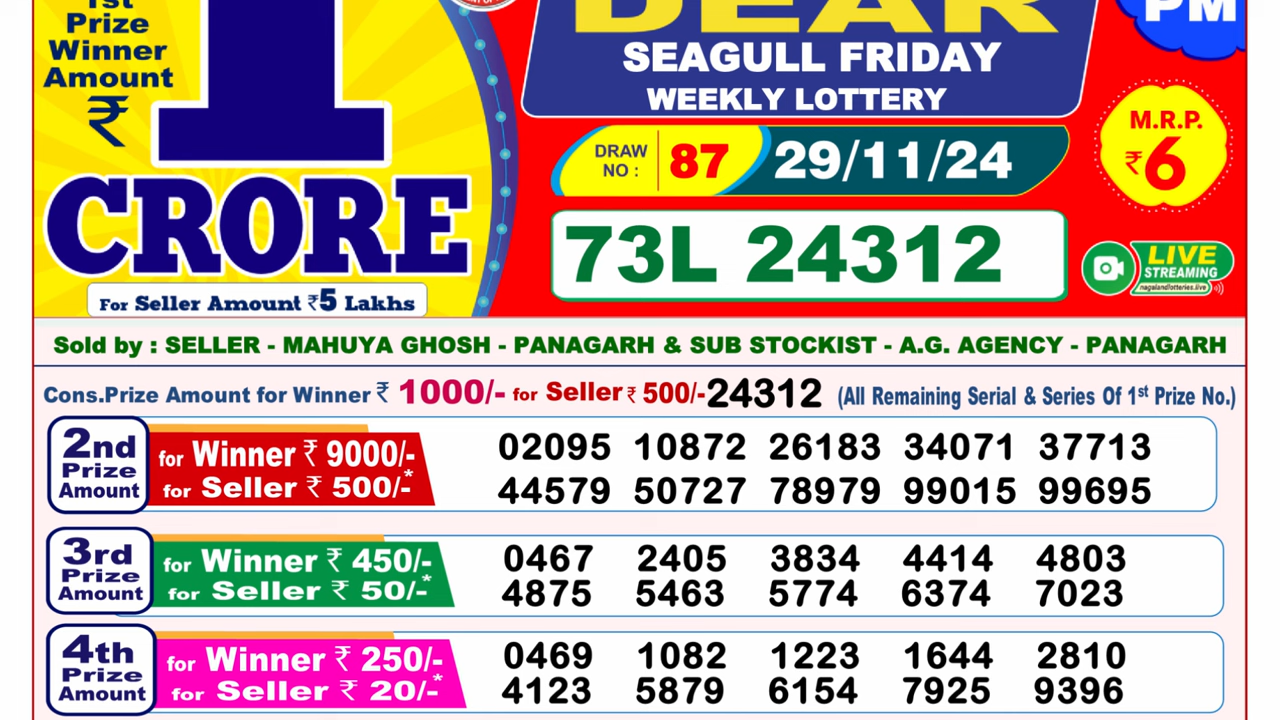 1st
Prize
Winner
Amount
₹
1
CRORE
For Seller Amount ₹5 Lakhs
DEAR
SEAGULL FRIDAY
WEEKLY LOTTERY
PM
DRAW NO : 87 29/11/24
M.R.P.
₹6
73L 24312
LIVE
STREAMING
nagalandlotteries.live
Sold by : SELLER - MAHUYA GHOSH - PANAGARH & SUB STOCKIST - A.G. AGENCY - PANAGARH
Cons.Prize Amount for Winner ₹ 1000/- for Seller ₹ 500/- 24312 (All Remaining Serial & Series Of 1st Prize No.)
2nd
Prize
Amount
for Winner ₹ 9000/-
for Seller ₹ 500/-*
02095 10872 26183 34071 37713
44579 50727 78979 99015 99695
3rd
Prize
Amount
for Winner ₹ 450/-
for Seller ₹ 50/-*
0467 2405 3834 4414 4803
4875 5463 5774 6374 7023
4th
Prize
Amount
for Winner ₹ 250/-
for Seller ₹ 20/-*
0469 1082 1223 1644 2810
4123 5879 6154 7925 9396